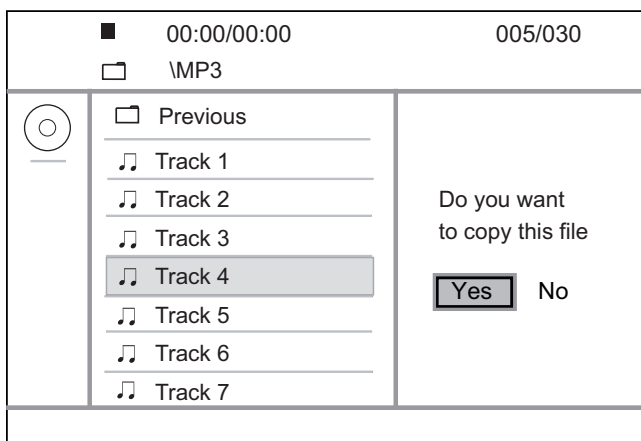 00:00/00:00 005/030
\MP3
Previous
Track 1
Track 2
Track 3
Track 4
Track 5
Track 6
Track 7
Do you want
to copy this file
Yes No